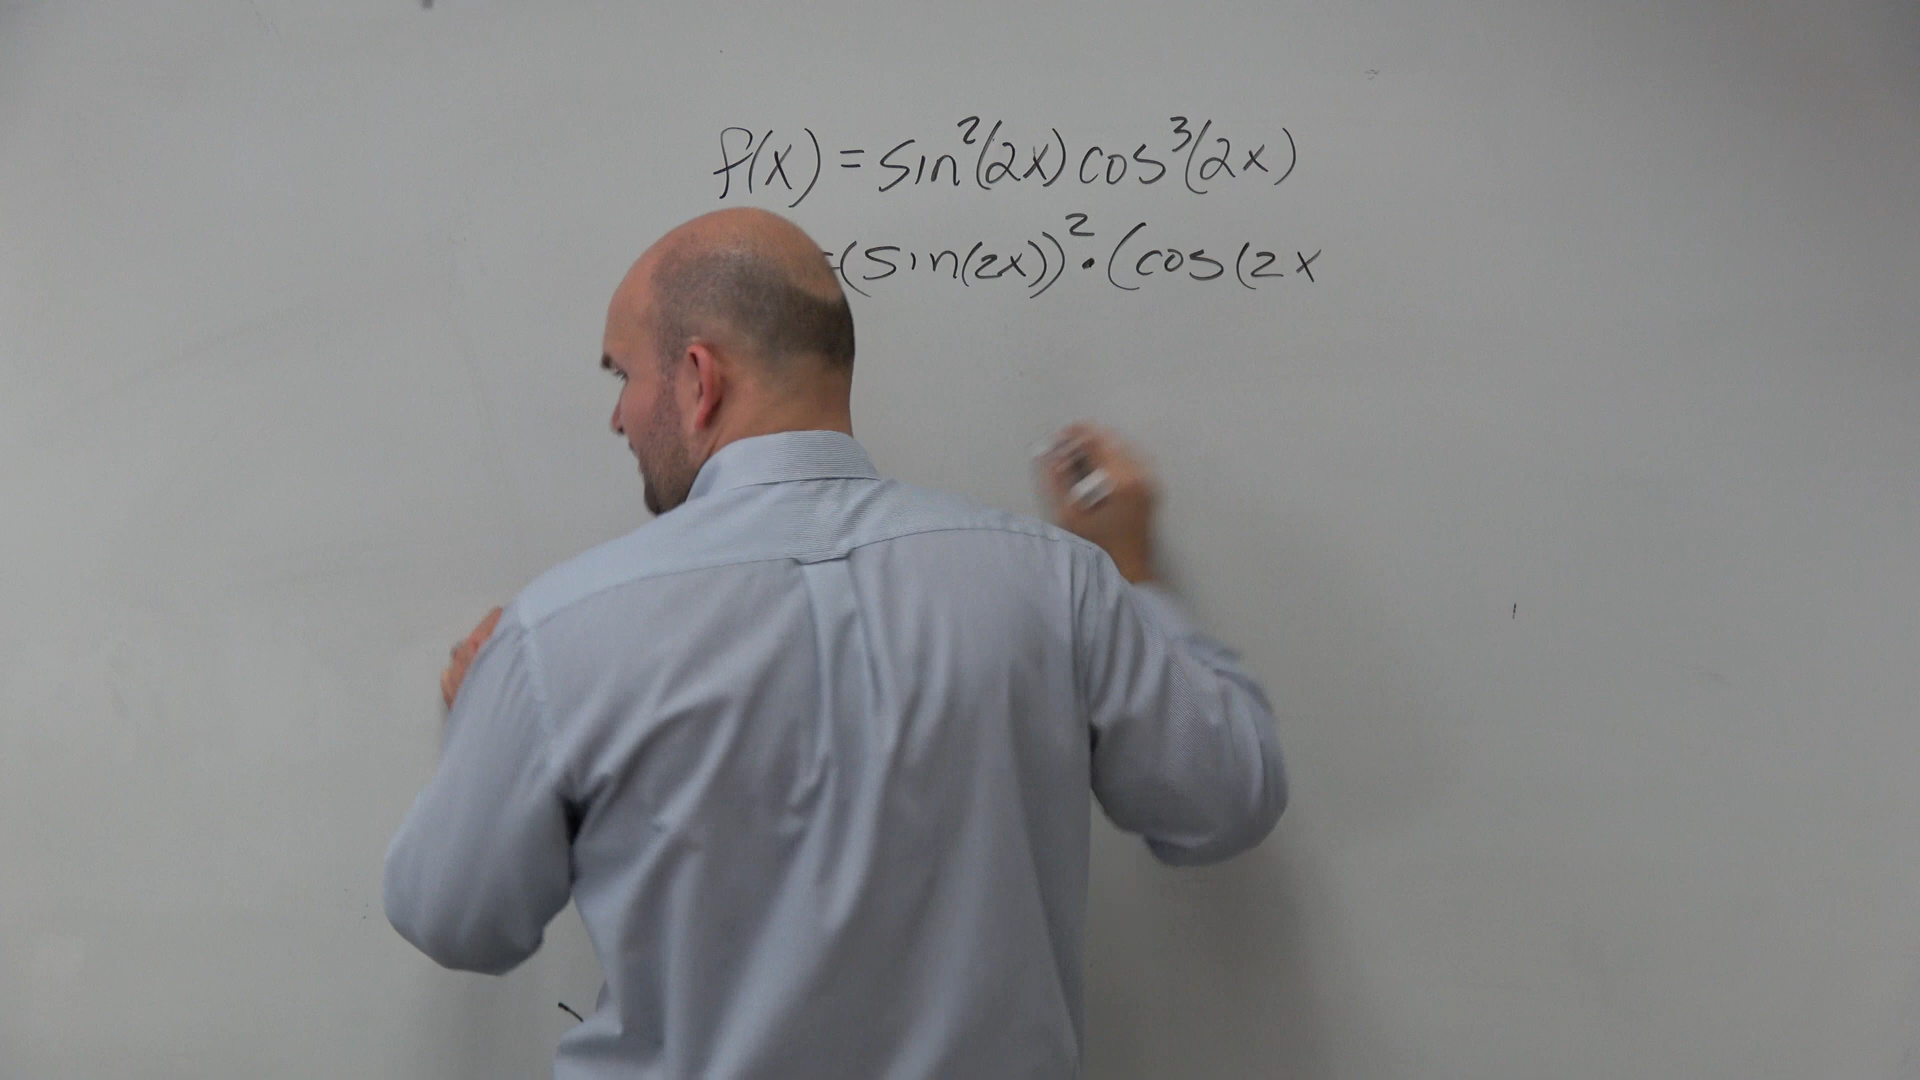 f(x) = sin²(2x) cos³(2x)
=(sin(2x))² · (cos(2x